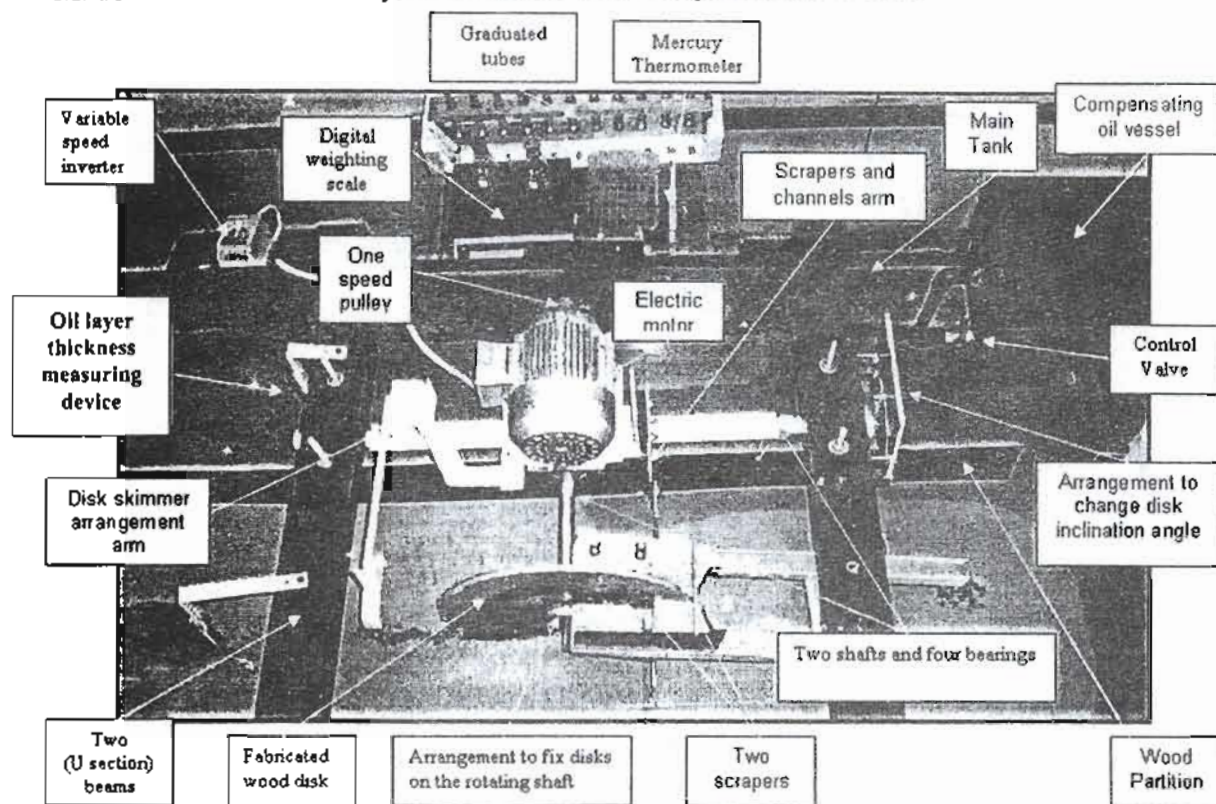 Graduated
tubes
Mercury
Thermometer
Variable
speed
inverter
Digital
weighting
scale
Main
Tank
Compensating
oil vessel
Scrapers and
channels arm
One
speed
pulley
Electric
motor
Oil layer
thickness
measuring
device
Control
Valve
Disk skimmer
arrangement
arm
Arrangement to
change disk
inclination angle
Two shafts and four bearings
Two
(U section)
beams
Fabricated
wood disk
Arrangement to fix disks
on the rotating shaft
Two
scrapers
Wood
Partition